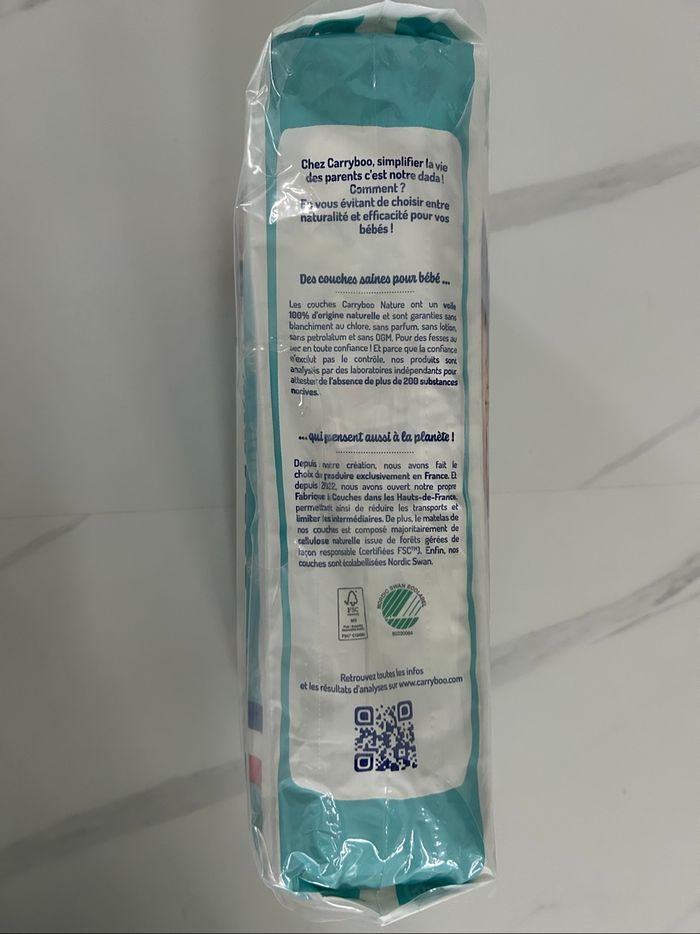 Chez Carryboo, simplifier la vie
des parents c'est notre dada !
Comment ?
En vous évitant de choisir entre
naturalité et efficacité pour vos
bébés !
Des couches saines pour bébé ...
Les couches Carryboo Nature ont un voile
100% d'origine naturelle et sont garanties sans
blanchiment au chlore, sans parfum, sans lotion,
sans petrolatum et sans OGM. Pour des fesses au
sec en toute confiance ! Et parce que la confiance
n'exclut pas le contrôle, nos produits sont
analysés par des laboratoires indépendants pour
attester de l'absence de plus de 200 substances
nocives.
... qui pensent aussi à la planète !
Depuis notre création, nous avons fait le
choix de produire exclusivement en France. Et
depuis 2022, nous avons ouvert notre propre
Fabrique à Couches dans les Hauts-de-France,
permettant ainsi de réduire les transports et
limiter les intermédiaires. De plus, le matelas de
nos couches est composé majoritairement de
cellulose naturelle issue de forêts gérées de
façon responsable (certifiées FSC™). Enfin, nos
couches sont écolabellisées Nordic Swan.
FSC
MIX
NORDIC SWAN ECOLABEL
Retrouvez toutes les infos
et les résultats d'analyses sur www.carryboo.com